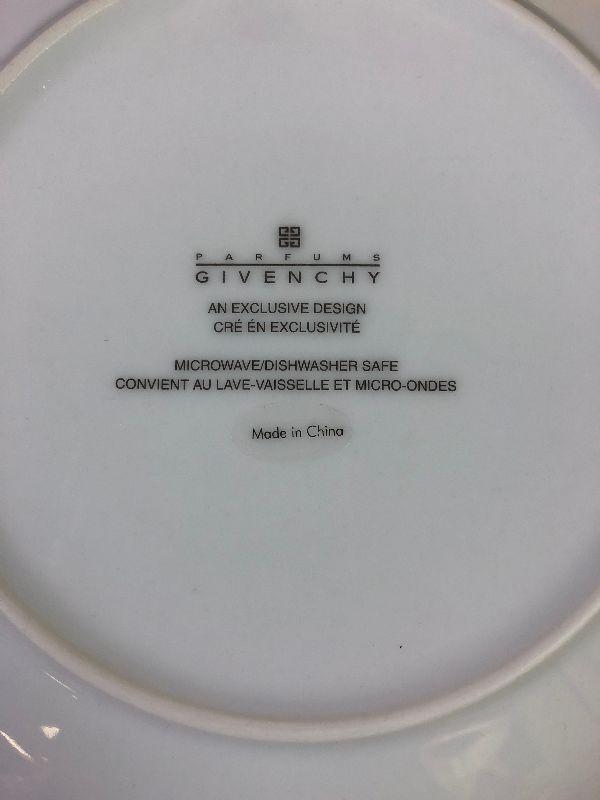 PARFUMS
GIVENCHY
AN EXCLUSIVE DESIGN
CRÉ ÉN EXCLUSIVITÉ
MICROWAVE/DISHWASHER SAFE
CONVIENT AU LAVE-VAISSELLE ET MICRO-ONDES
Made in China